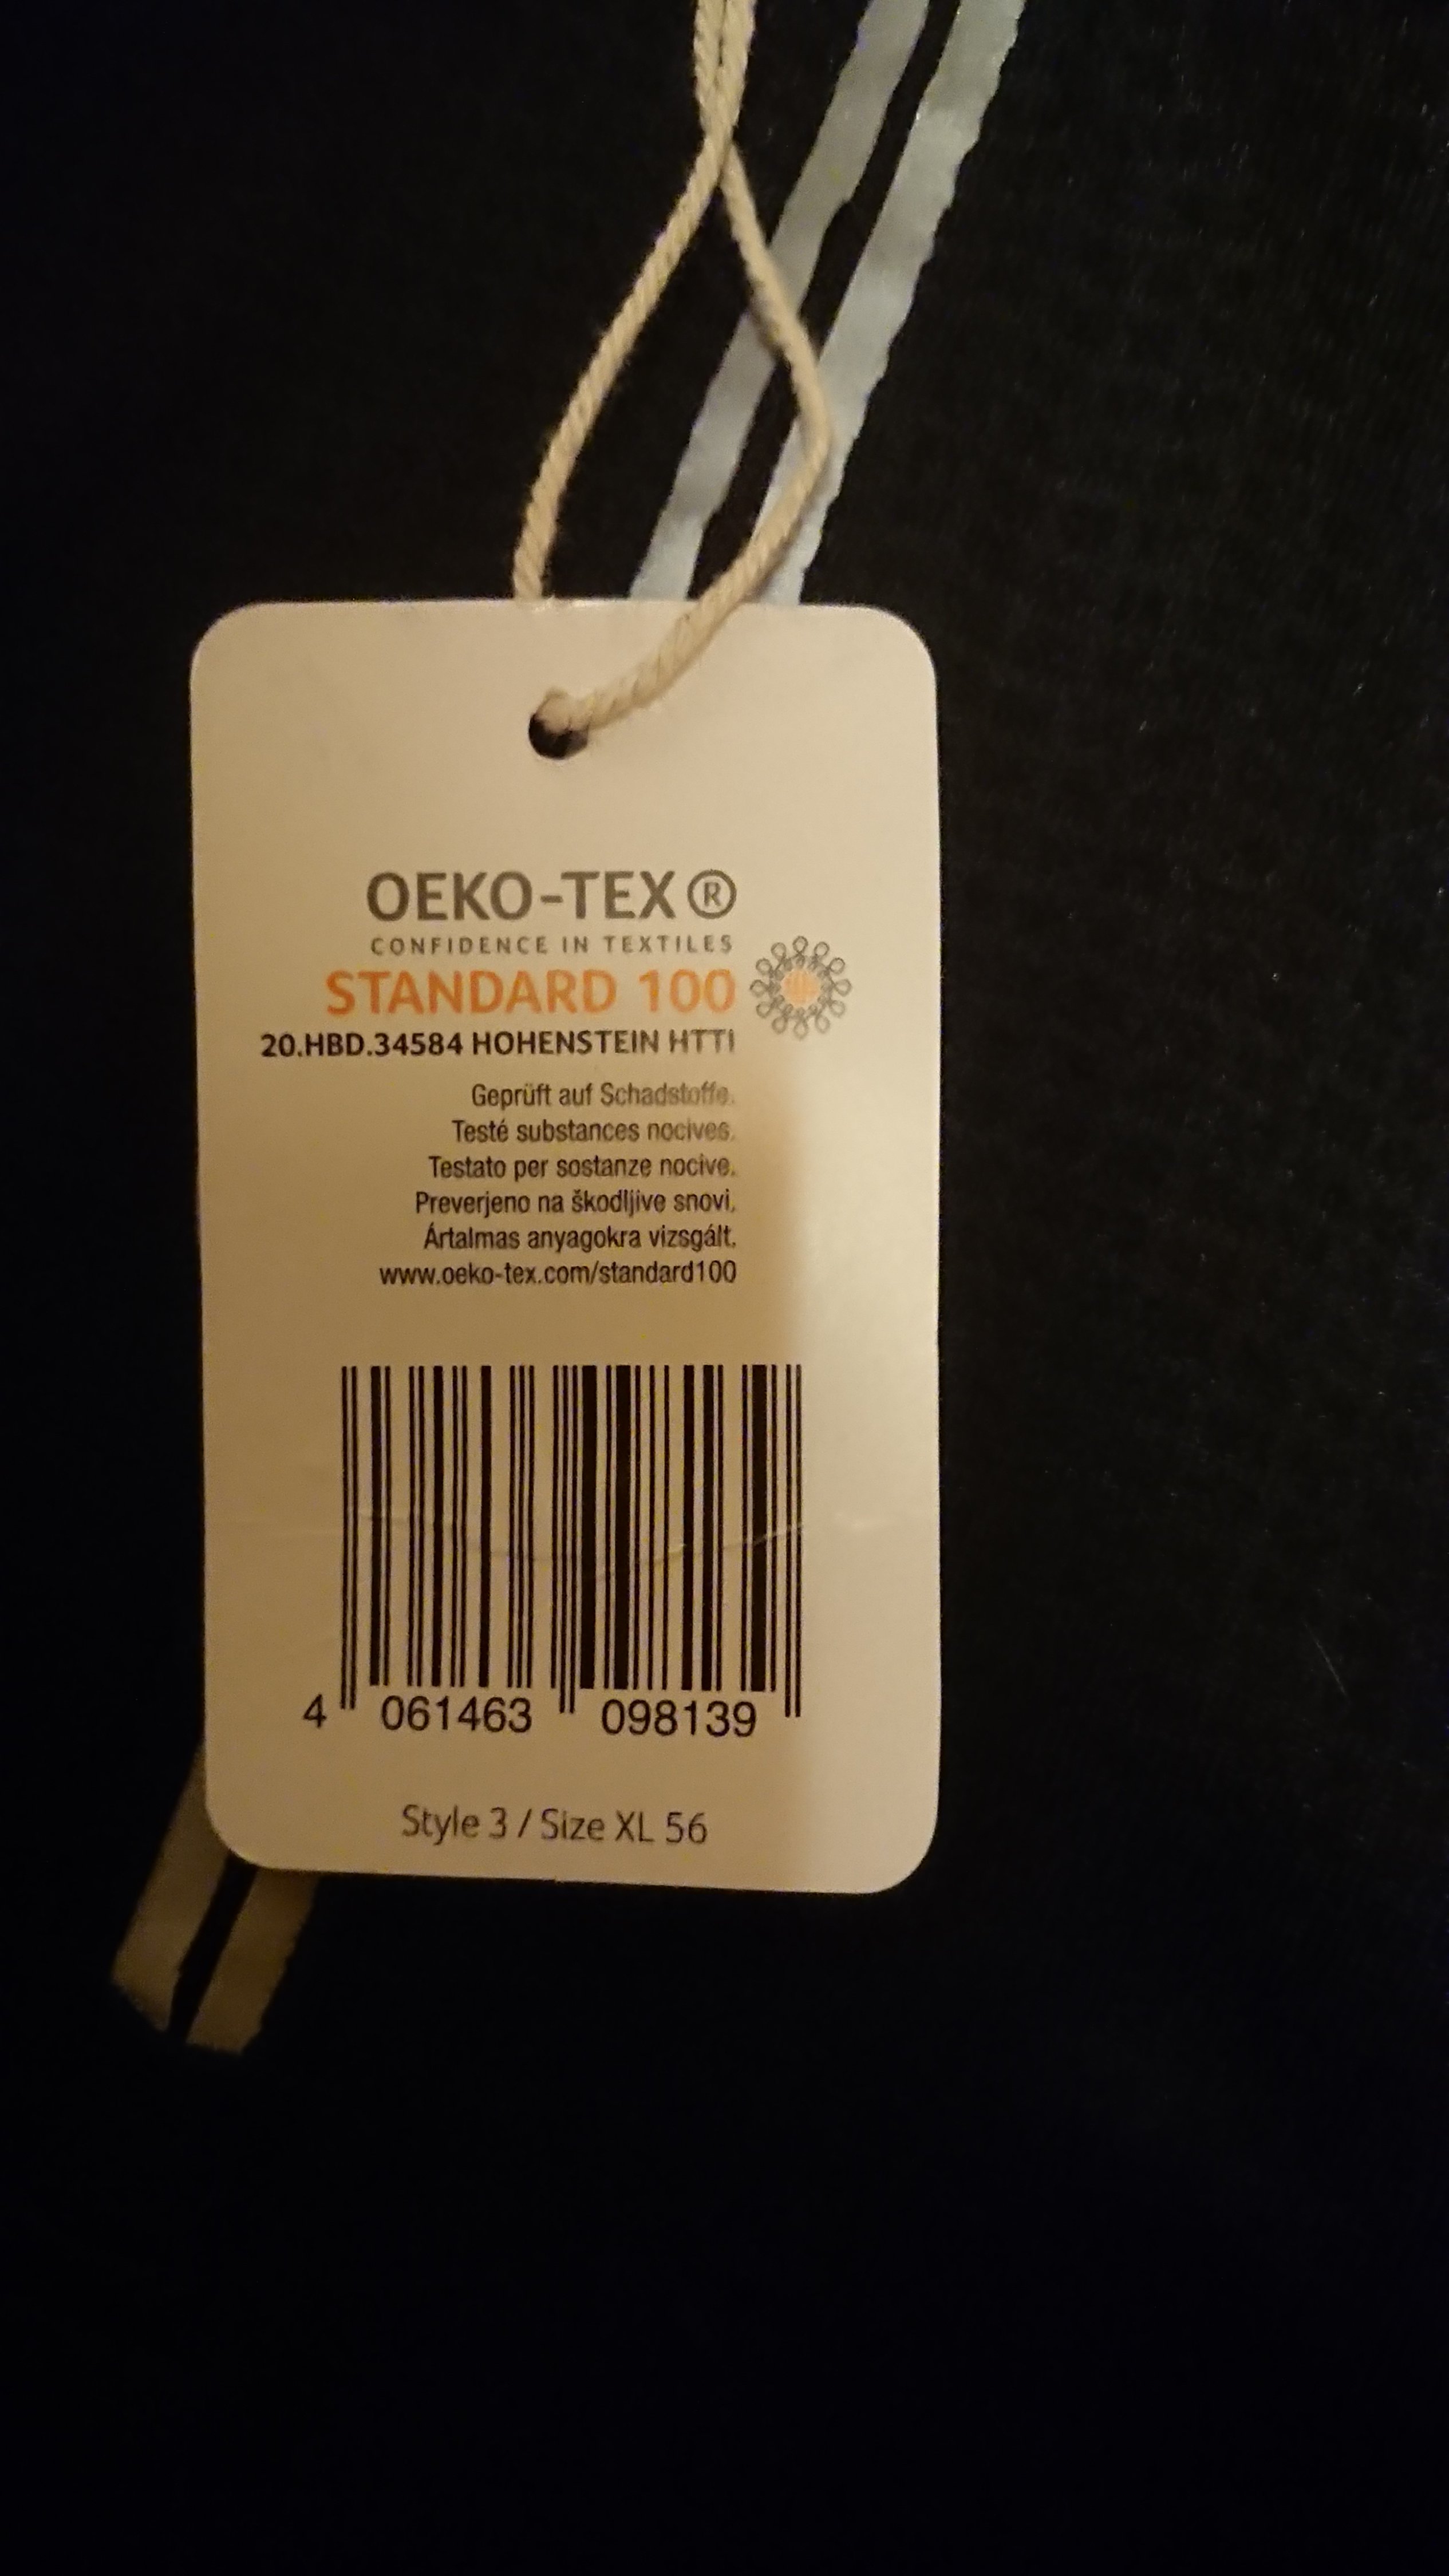 OEKO-TEX®
CONFIDENCE IN TEXTILES
STANDARD 100
20.HBD.34584 HOHENSTEIN HTTI
Geprüft auf Schadstoffe.
Testé substances nocives.
Testato per sostanze nocive.
Preverjeno na škodljive snovi.
Ártalmas anyagokra vizsgált.
www.oeko-tex.com/standard100
4 061463 098139
Style 3 / Size XL 56